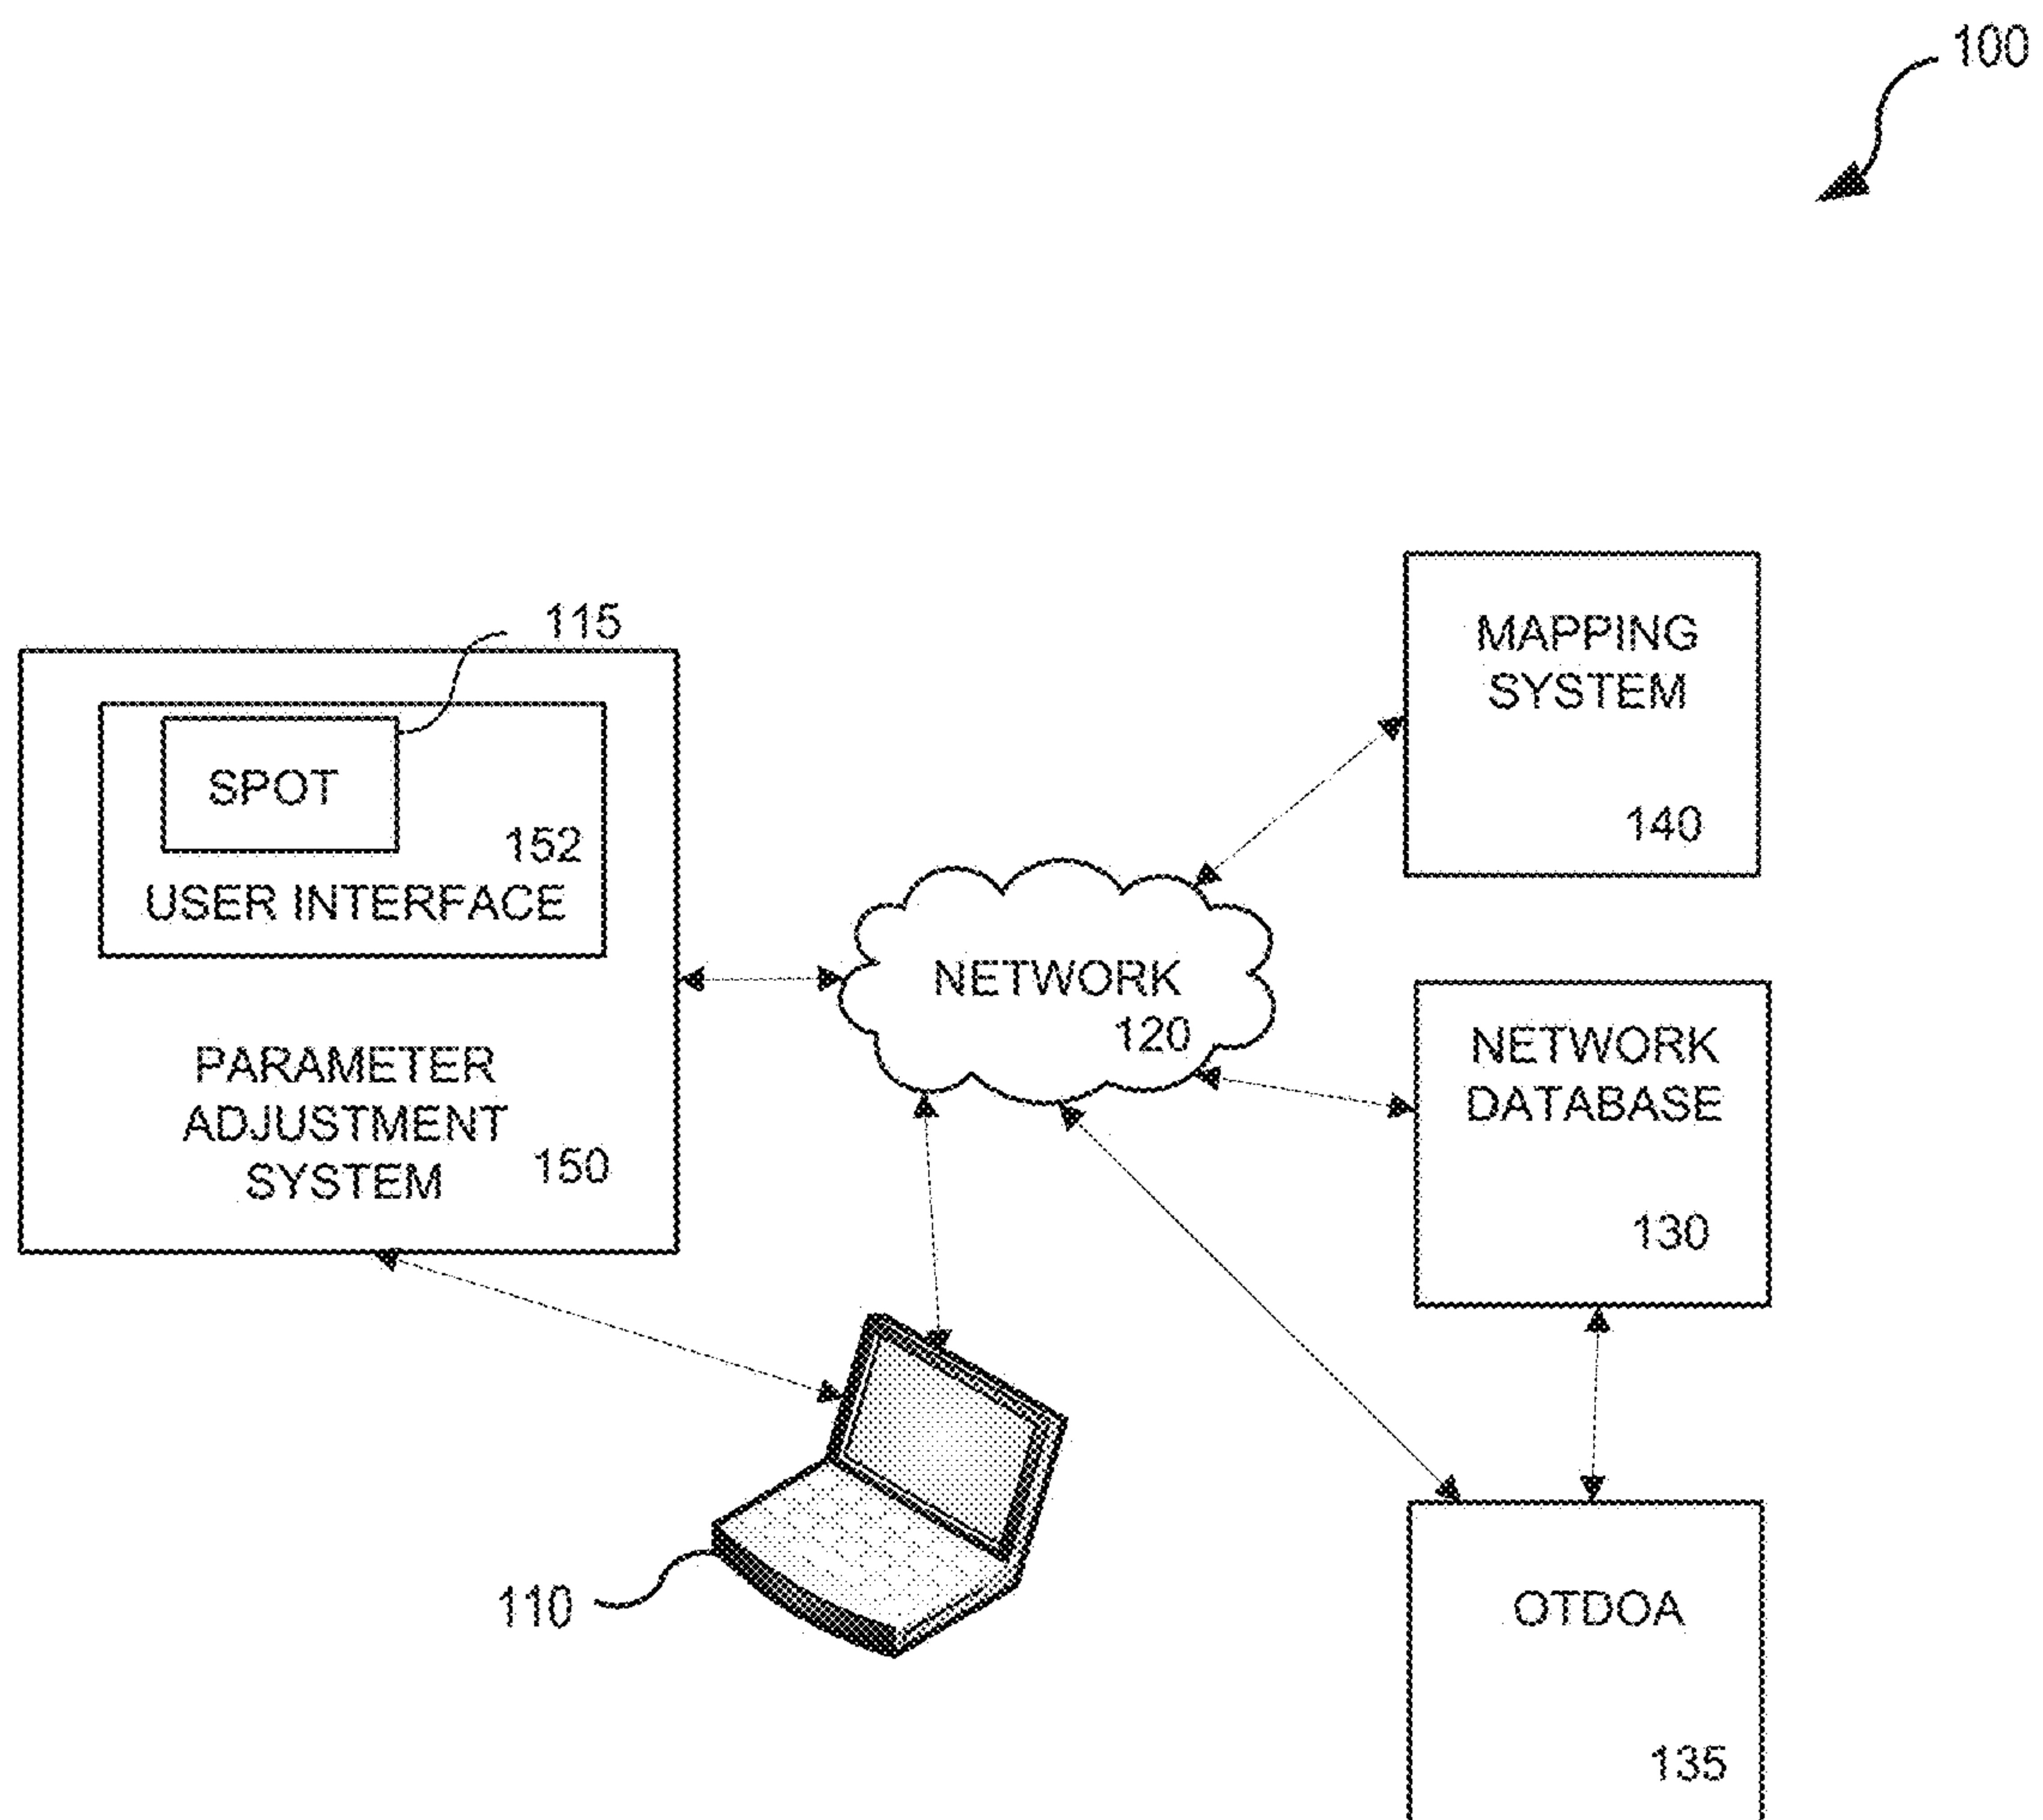 100
115
SPOT
152
USER INTERFACE
PARAMETER
ADJUSTMENT
SYSTEM
150
NETWORK
120
MAPPING
SYSTEM
140
NETWORK
DATABASE
130
110
OTDOA
135